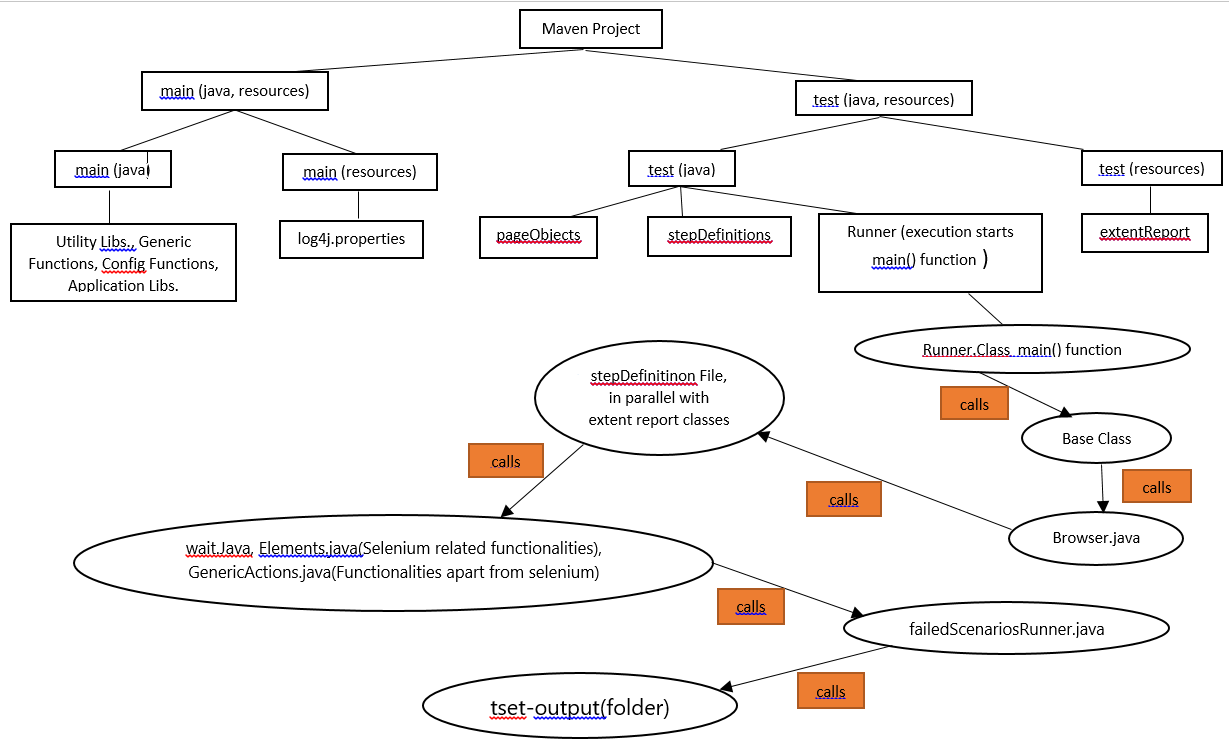 Maven Project
main (java, resources)
test (java, resources)
main (java)
main (resources)
test (java)
test (resources)
Utility Libs., Generic
Functions, Config Functions,
Application Libs.
log4j.properties
pageObjects
stepDefinitions
Runner (execution starts
main() function )
extentReport
Runner.Class main() function
calls
Base Class
calls
Browser.java
calls
stepDefinitinon File,
in parallel with
extent report classes
calls
wait.Java, Elements.java(Selenium related functionalities),
GenericActions.java(Functionalities apart from selenium)
calls
failedScenariosRunner.java
calls
tset-output(folder)